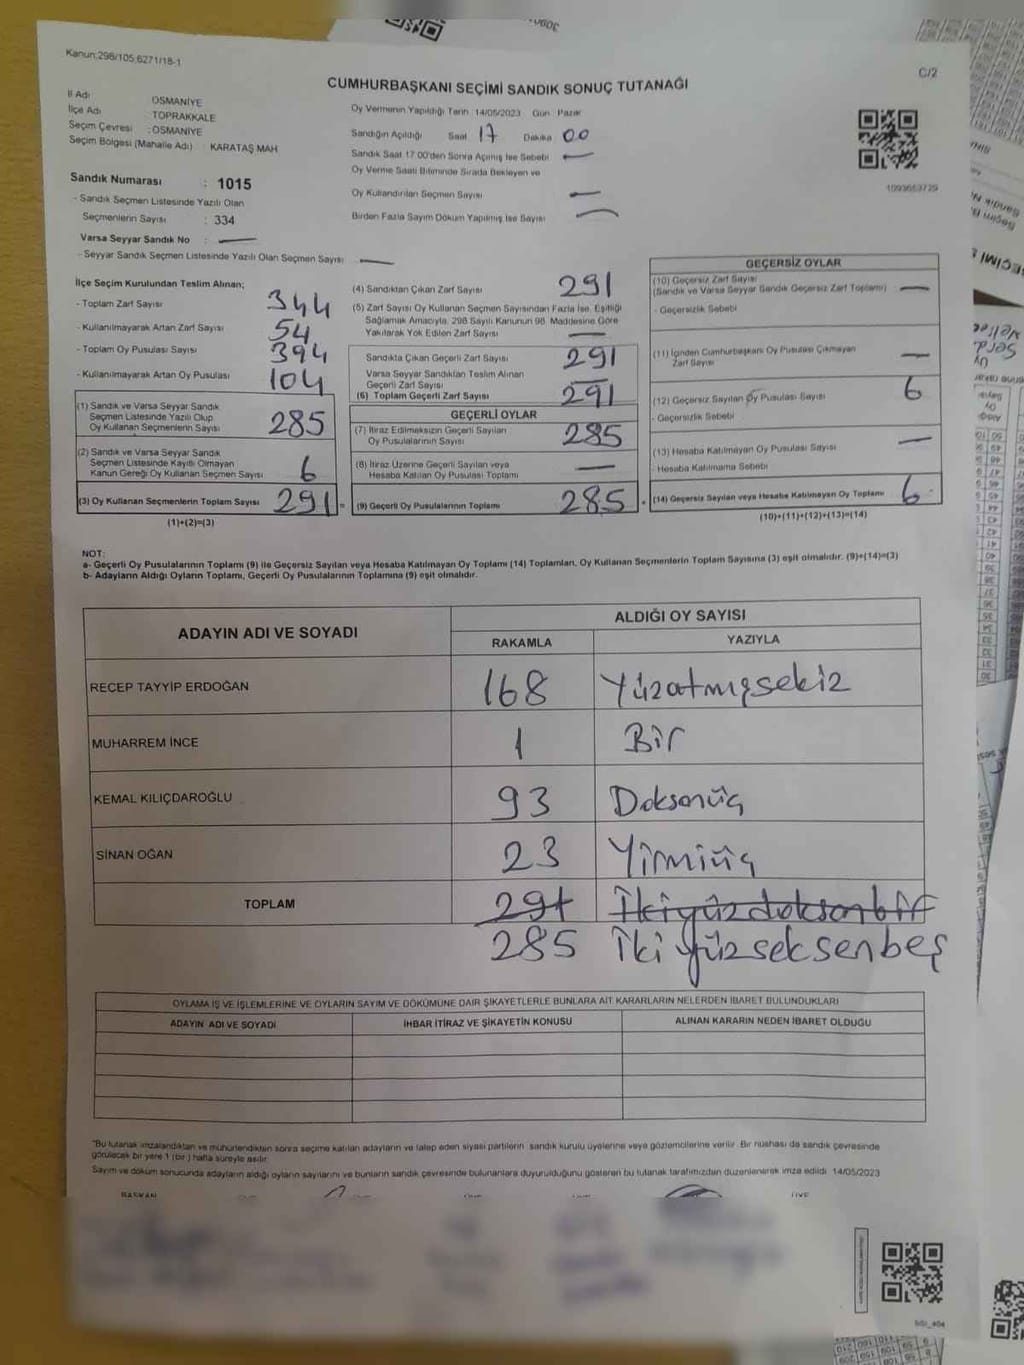 Kanun:298/105,6271/18-1
C/2
CUMHURBAŞKANI SEÇİMİ SANDIK SONUÇ TUTANAĞI
İl Adı OSMANİYE
İlçe Adı TOPRAKKALE
Seçim Çevresi : OSMANİYE
Seçim Bölgesi (Mahalle Adı) : KARATAŞ MAH
Sandık Numarası : 1015
- Sandık Seçmen Listesinde Yazılı Olan
Seçmenlerin Sayısı : 334
Varsa Seyyar Sandık No : —
- Seyyar Sandık Seçmen Listesinde Yazılı Olan Seçmen Sayısı : —
Oy Vermenin Yapıldığı Tarih 14/05/2023 Gün Pazar
Sandığın Açıldığı Saat 17 Dakika 00
Sandık Saat 17:00'den Sonra Açılmış İse Sebebi —
Oy Verme Saati Bitiminde Sırada Bekleyen ve
Oy Kullandırılan Seçmen Sayısı —
Birden Fazla Sayım Döküm Yapılmış İse Sayısı —
1093653729
İlçe Seçim Kurulundan Teslim Alınan;
- Toplam Zarf Sayısı 344
- Kullanılmayarak Artan Zarf Sayısı 54
- Toplam Oy Pusulası Sayısı 394
- Kullanılmayarak Artan Oy Pusulası 104
(1) Sandık ve Varsa Seyyar Sandık
Seçmen Listesinde Yazılı Olup
Oy Kullanan Seçmenlerin Sayısı 285
(2) Sandık ve Varsa Seyyar Sandık
Seçmen Listesinde Kayıtlı Olmayan
Kanun Gereği Oy Kullanan Seçmen Sayısı 6
(3) Oy Kullanan Seçmenlerin Toplam Sayısı 291 =
(1)+(2)=(3)
(4) Sandıktan Çıkan Zarf Sayısı 291
(5) Zarf Sayısı Oy Kullanan Seçmen Sayısından Fazla İse, Eşitliği
Sağlamak Amacıyla, 298 Sayılı Kanunun 98. Maddesine Göre
Yakılarak Yok Edilen Zarf Sayısı —
Sandıkta Çıkan Geçerli Zarf Sayısı 291
Varsa Seyyar Sandıktan Teslim Alınan
Geçerli Zarf Sayısı —
(6) Toplam Geçerli Zarf Sayısı 291
GEÇERLİ OYLAR
(7) İtiraz Edilmeksizin Geçerli Sayılan
Oy Pusulalarının Sayısı 285
(8) İtiraz Üzerine Geçerli Sayılan veya
Hesaba Katılan Oy Pusulası Toplamı —
(9) Geçerli Oy Pusulalarının Toplamı 285 +
GEÇERSİZ OYLAR
(10) Geçersiz Zarf Sayısı
(Sandık ve Varsa Seyyar Sandık Geçersiz Zarf Toplamı) —
- Geçersizlik Sebebi
(11) İçinden Cumhurbaşkanı Oy Pusulası Çıkmayan
Zarf Sayısı —
(12) Geçersiz Sayılan Oy Pusulası Sayısı 6
- Geçersizlik Sebebi
(13) Hesaba Katılmayan Oy Pusulası Sayısı —
- Hesaba Katılmama Sebebi
(14) Geçersiz Sayılan veya Hesaba Katılmayan Oy Toplamı 6
(10)+(11)+(12)+(13)=(14)
NOT:
a- Geçerli Oy Pusulalarının Toplamı (9) ile Geçersiz Sayılan veya Hesaba Katılmayan Oy Toplamı (14) Toplamları, Oy Kullanan Seçmenlerin Toplam Sayısına (3) eşit olmalıdır. (9)+(14)=(3)
b- Adayların Aldığı Oyların Toplamı, Geçerli Oy Pusulalarının Toplamına (9) eşit olmalıdır.
ADAYIN ADI VE SOYADI ALDIĞI OY SAYISI
RAKAMLA YAZIYLA
RECEP TAYYİP ERDOĞAN 168 Yüzatmışsekiz
MUHARREM İNCE 1 Bir
KEMAL KILIÇDAROĞLU 93 Doksanüç
SİNAN OĞAN 23 Yirmiüç
TOPLAM 291 İkiyüzdoksanbir
285 İkiyüzseksenbeş
OYLAMA İŞ VE İŞLEMLERİNE VE OYLARIN SAYIM VE DÖKÜMÜNE DAİR ŞİKAYETLERLE BUNLARA AİT KARARLARIN NELERDEN İBARET BULUNDUKLARI
ADAYIN ADI VE SOYADI İHBAR İTİRAZ VE ŞİKAYETİN KONUSU ALINAN KARARIN NEDEN İBARET OLDUĞU
"Bu tutanak imzalandıktan ve mühürlendikten sonra seçime katılan adayların ve talep eden siyasi partilerin sandık kurulu üyelerine veya gözlemcilerine verilir. Bir nüshası da sandık çevresinde
görülecek bir yere 1 (bir) hafta süreyle asılır.
Sayım ve döküm sonucunda adayların aldığı oyların sayılarını ve bunların sandık çevresinde bulunanlara duyurulduğunu gösteren bu tutanak tarafımızdan düzenlenerek imza edildi 14/05/2023
BAŞKAN
ÜYE